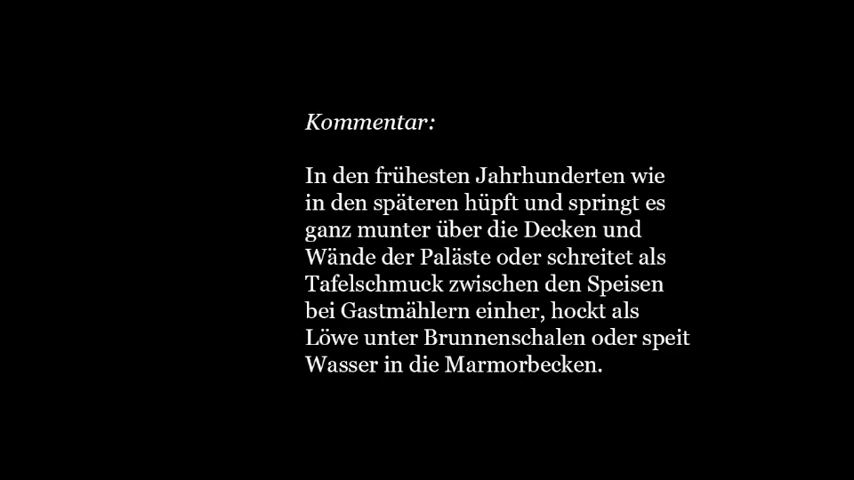 Kommentar:
In den frühesten Jahrhunderten wie
in den späteren hüpft und springt es
ganz munter über die Decken und
Wände der Paläste oder schreitet als
Tafelschmuck zwischen den Speisen
bei Gastmählern einher, hockt als
Löwe unter Brunnenschalen oder speit
Wasser in die Marmorbecken.